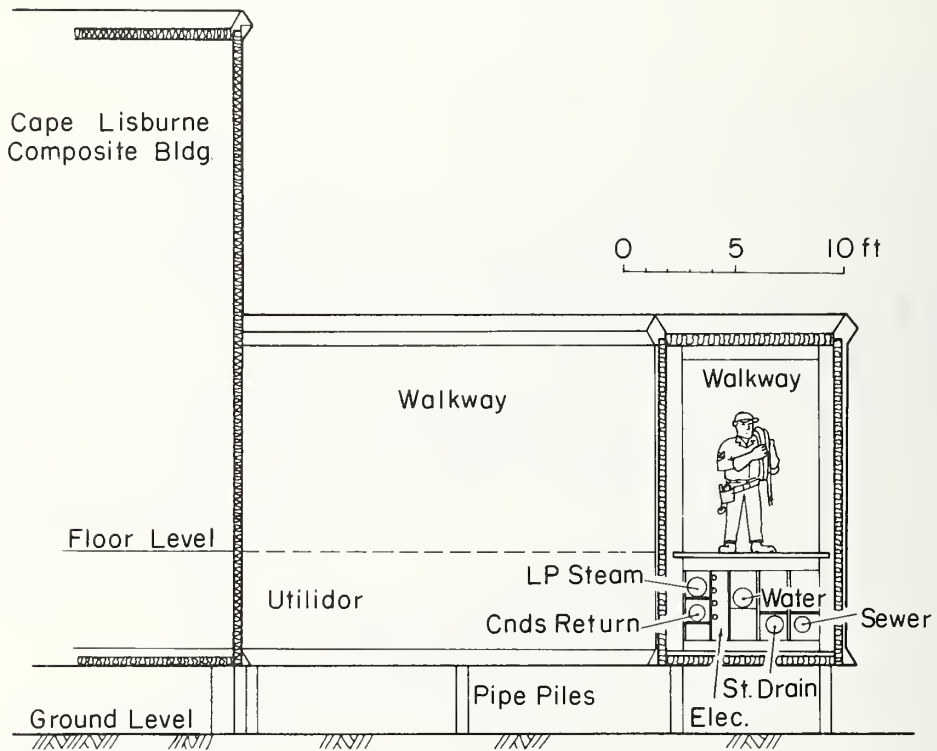 Cape Lisburne
Composite Bldg.
0 5 10 ft
Walkway
Walkway
Floor Level
LP Steam
Utilidor
Water
Cnds Return
Sewer
Pipe Piles
St. Drain
Elec.
Ground Level